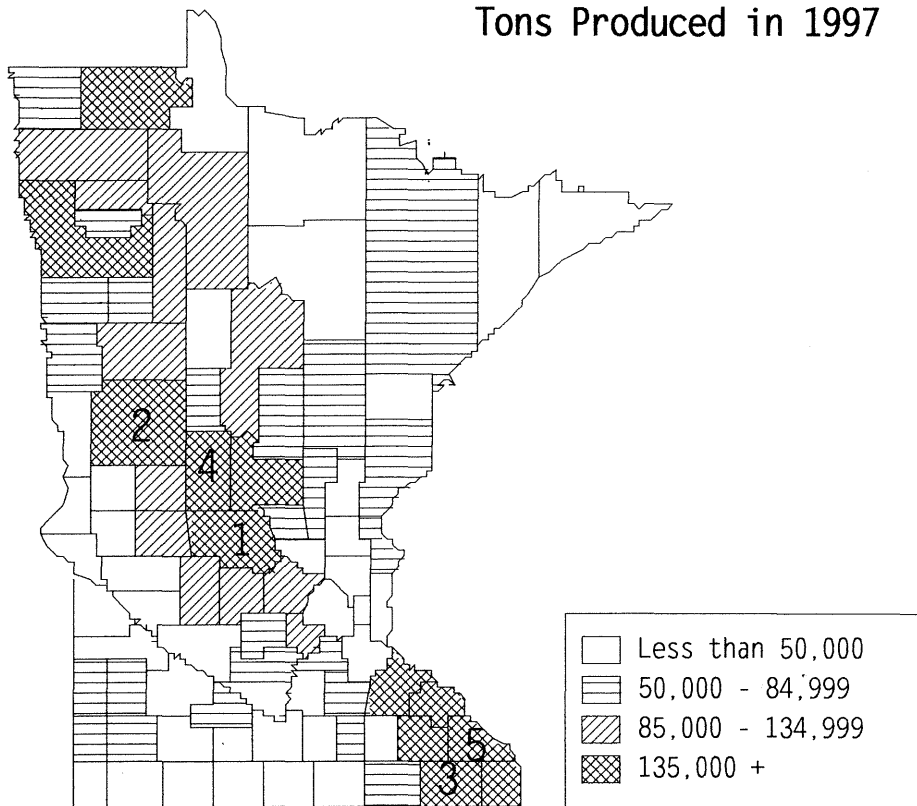 Tons Produced in 1997
2
4
1
5
3
Less than 50,000
50,000 - 84,999
85,000 - 134,999
135,000 +